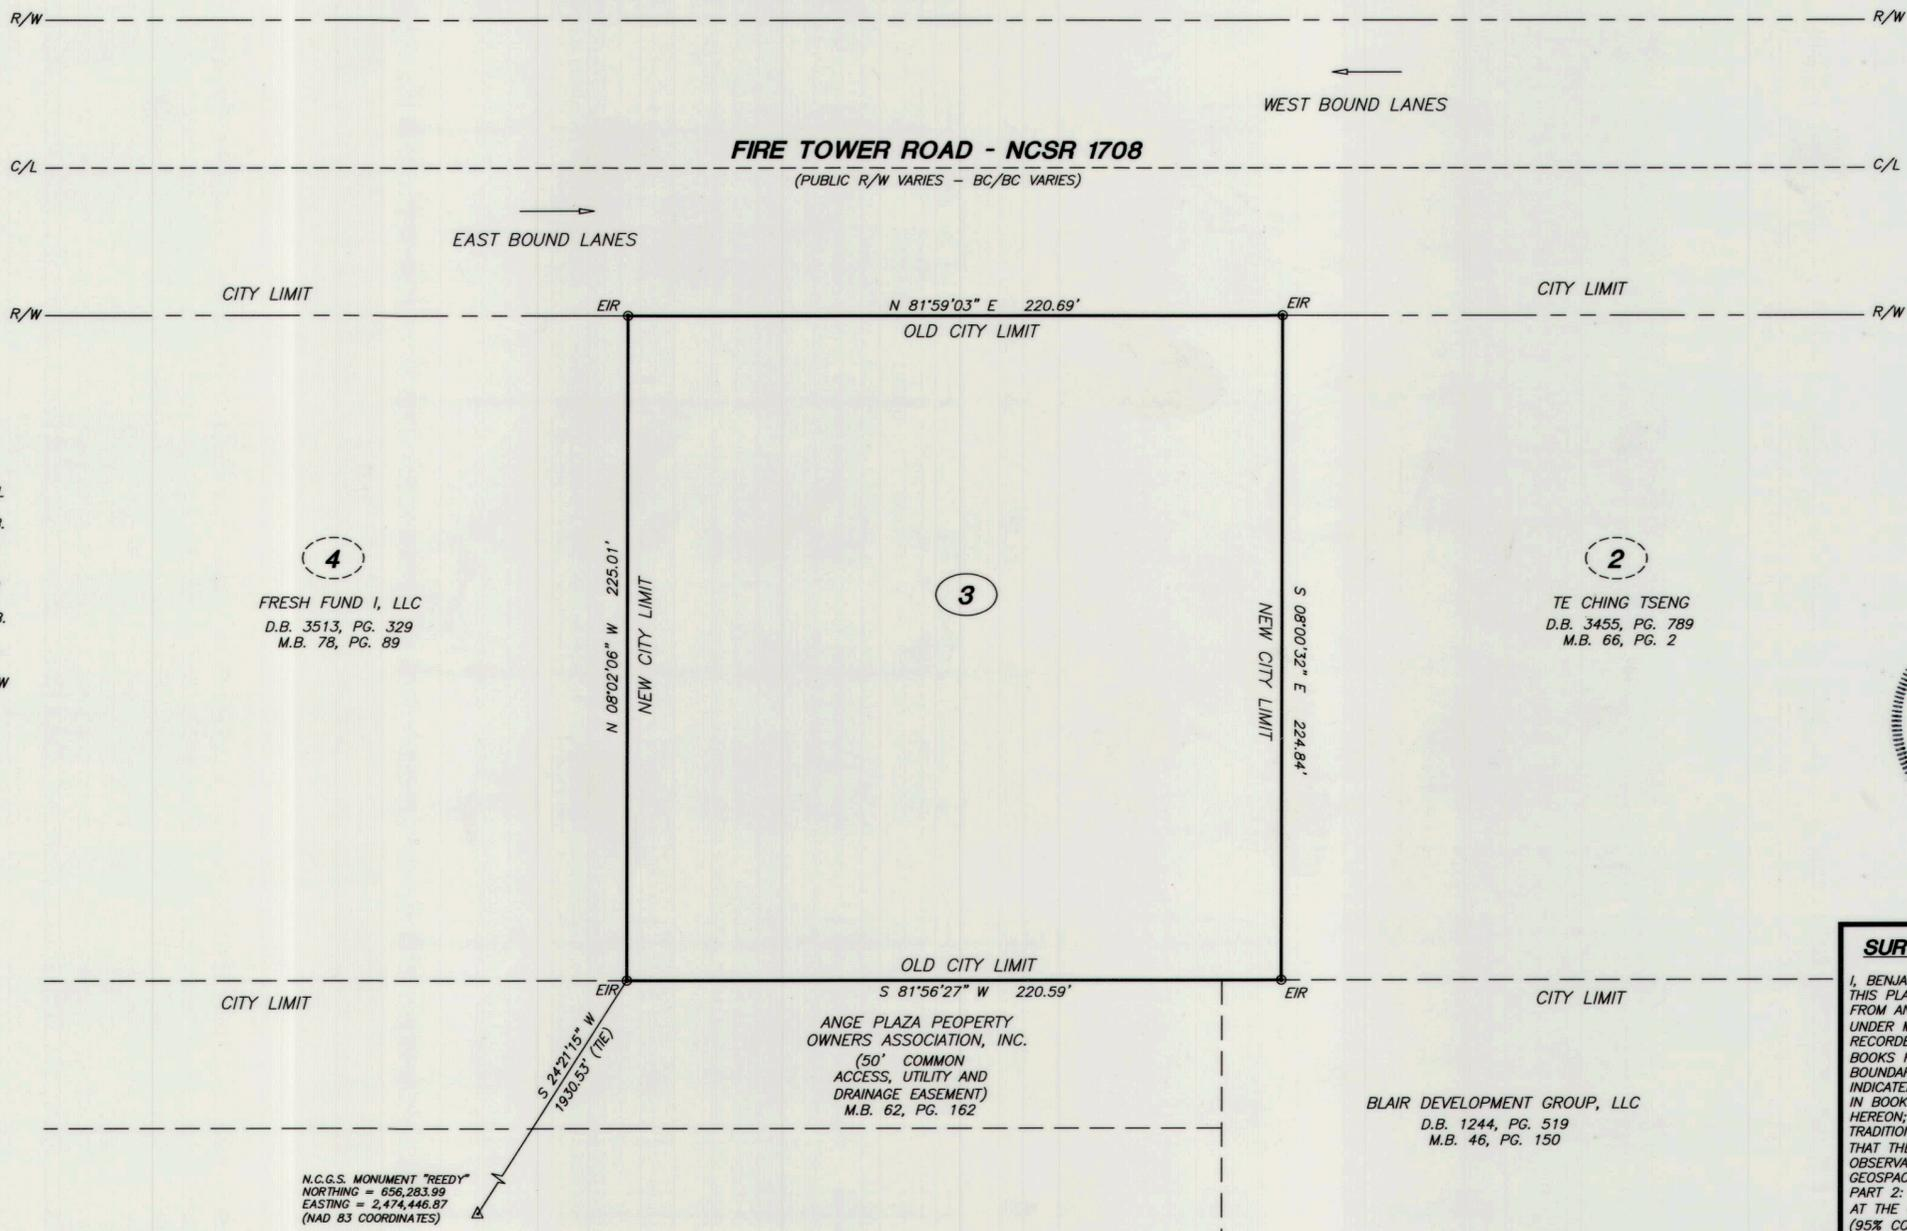 R/W
R/W
WEST BOUND LANES
FIRE TOWER ROAD - NCSR 1708
C/L
C/L
(PUBLIC R/W VARIES - BC/BC VARIES)
EAST BOUND LANES
CITY LIMIT
CITY LIMIT
R/W
EIR
N 81°59'03" E 220.69'
EIR
R/W
OLD CITY LIMIT
4
FRESH FUND I, LLC
D.B. 3513, PG. 329
M.B. 78, PG. 89
N 08°02'06" W 225.01'
NEW CITY LIMIT
3
NEW CITY LIMIT
S 08°00'32" E 224.84'
2
TE CHING TSENG
D.B. 3455, PG. 789
M.B. 66, PG. 2
W
OLD CITY LIMIT
EIR
S 81°56'27" W 220.59'
EIR
CITY LIMIT
CITY LIMIT
S 24°21'15" W
1930.53' (TIE)
ANGE PLAZA PEOPERTY
OWNERS ASSOCIATION, INC.
(50' COMMON
ACCESS, UTILITY AND
DRAINAGE EASEMENT)
M.B. 62, PG. 162
BLAIR DEVELOPMENT GROUP, LLC
D.B. 1244, PG. 519
M.B. 46, PG. 150
N.C.G.S. MONUMENT "REEDY"
NORTHING = 656,283.99
EASTING = 2,474,446.87
(NAD 83 COORDINATES)
SUR
I, BENJA
THIS PLA
FROM AN
UNDER M
RECORDE
BOOKS
BOUNDAR
INDICATE
IN BOOK
HEREON;
TRADITION
THAT THE
OBSERVA
GEOSPAC
PART 2:
AT THE
(95% CO